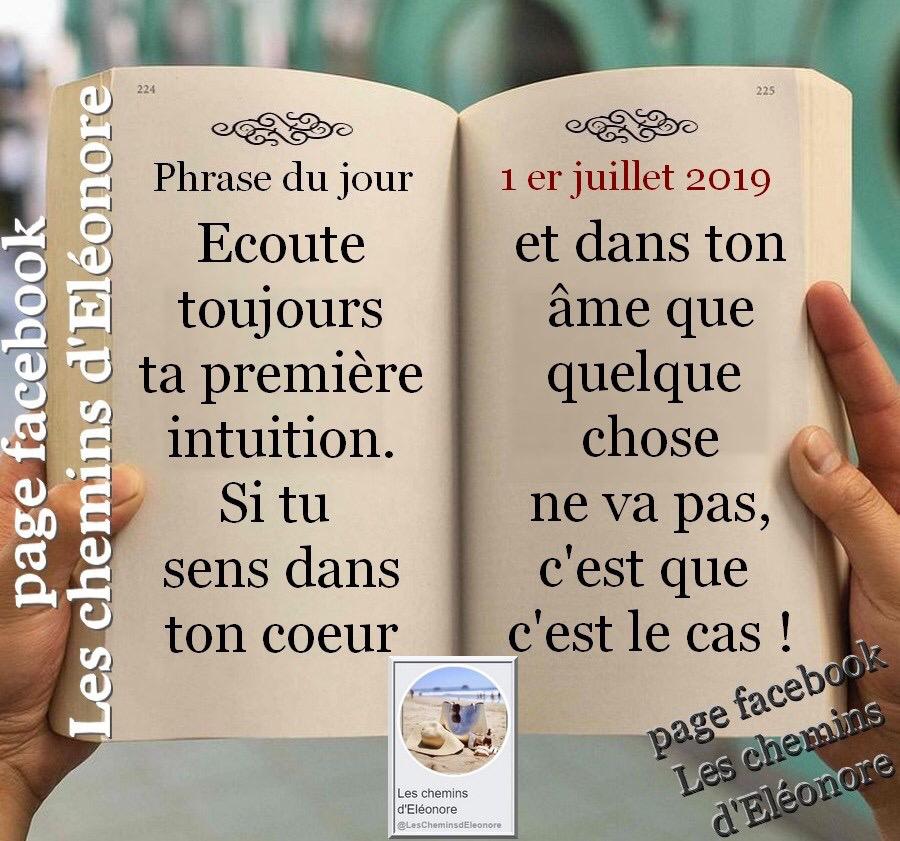 224
Phrase du jour
Ecoute
toujours
ta première
intuition.
Si tu
sens dans
ton coeur
225
1 er juillet 2019
et dans ton
âme que
quelque
chose
ne va pas,
c'est que
c'est le cas !
page facebook
Les chemins d'Eléonore
Les chemins
d'Eléonore
@LesCheminsdEleonore
page facebook
Les chemins
d'Eléonore